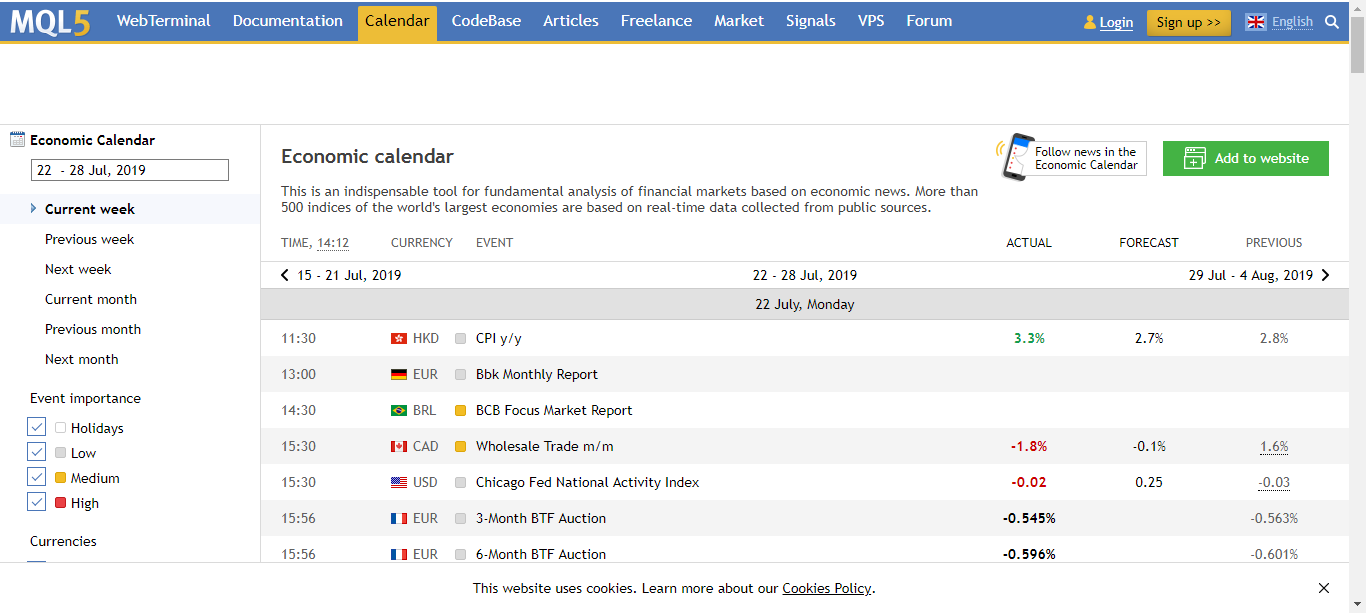 MQL5 WebTerminal Documentation Calendar CodeBase Articles Freelance Market Signals VPS Forum Login Sign up >> English
Economic Calendar
22 - 28 Jul, 2019
Current week
Previous week
Next week
Current month
Previous month
Next month
Event importance
Holidays
Low
Medium
High
Currencies
Economic calendar
Follow news in the
Economic Calendar
Add to website
This is an indispensable tool for fundamental analysis of financial markets based on economic news. More than
500 indices of the world's largest economies are based on real-time data collected from public sources.
TIME, 14:12 CURRENCY EVENT ACTUAL FORECAST PREVIOUS
15 - 21 Jul, 2019 22 - 28 Jul, 2019 29 Jul - 4 Aug, 2019
22 July, Monday
11:30 HKD CPI y/y 3.3% 2.7% 2.8%
13:00 EUR Bbk Monthly Report
14:30 BRL BCB Focus Market Report
15:30 CAD Wholesale Trade m/m -1.8% -0.1% 1.6%
15:30 USD Chicago Fed National Activity Index -0.02 0.25 -0.03
15:56 EUR 3-Month BTF Auction -0.545% -0.563%
15:56 EUR 6-Month BTF Auction -0.596% -0.601%
This website uses cookies. Learn more about our Cookies Policy.